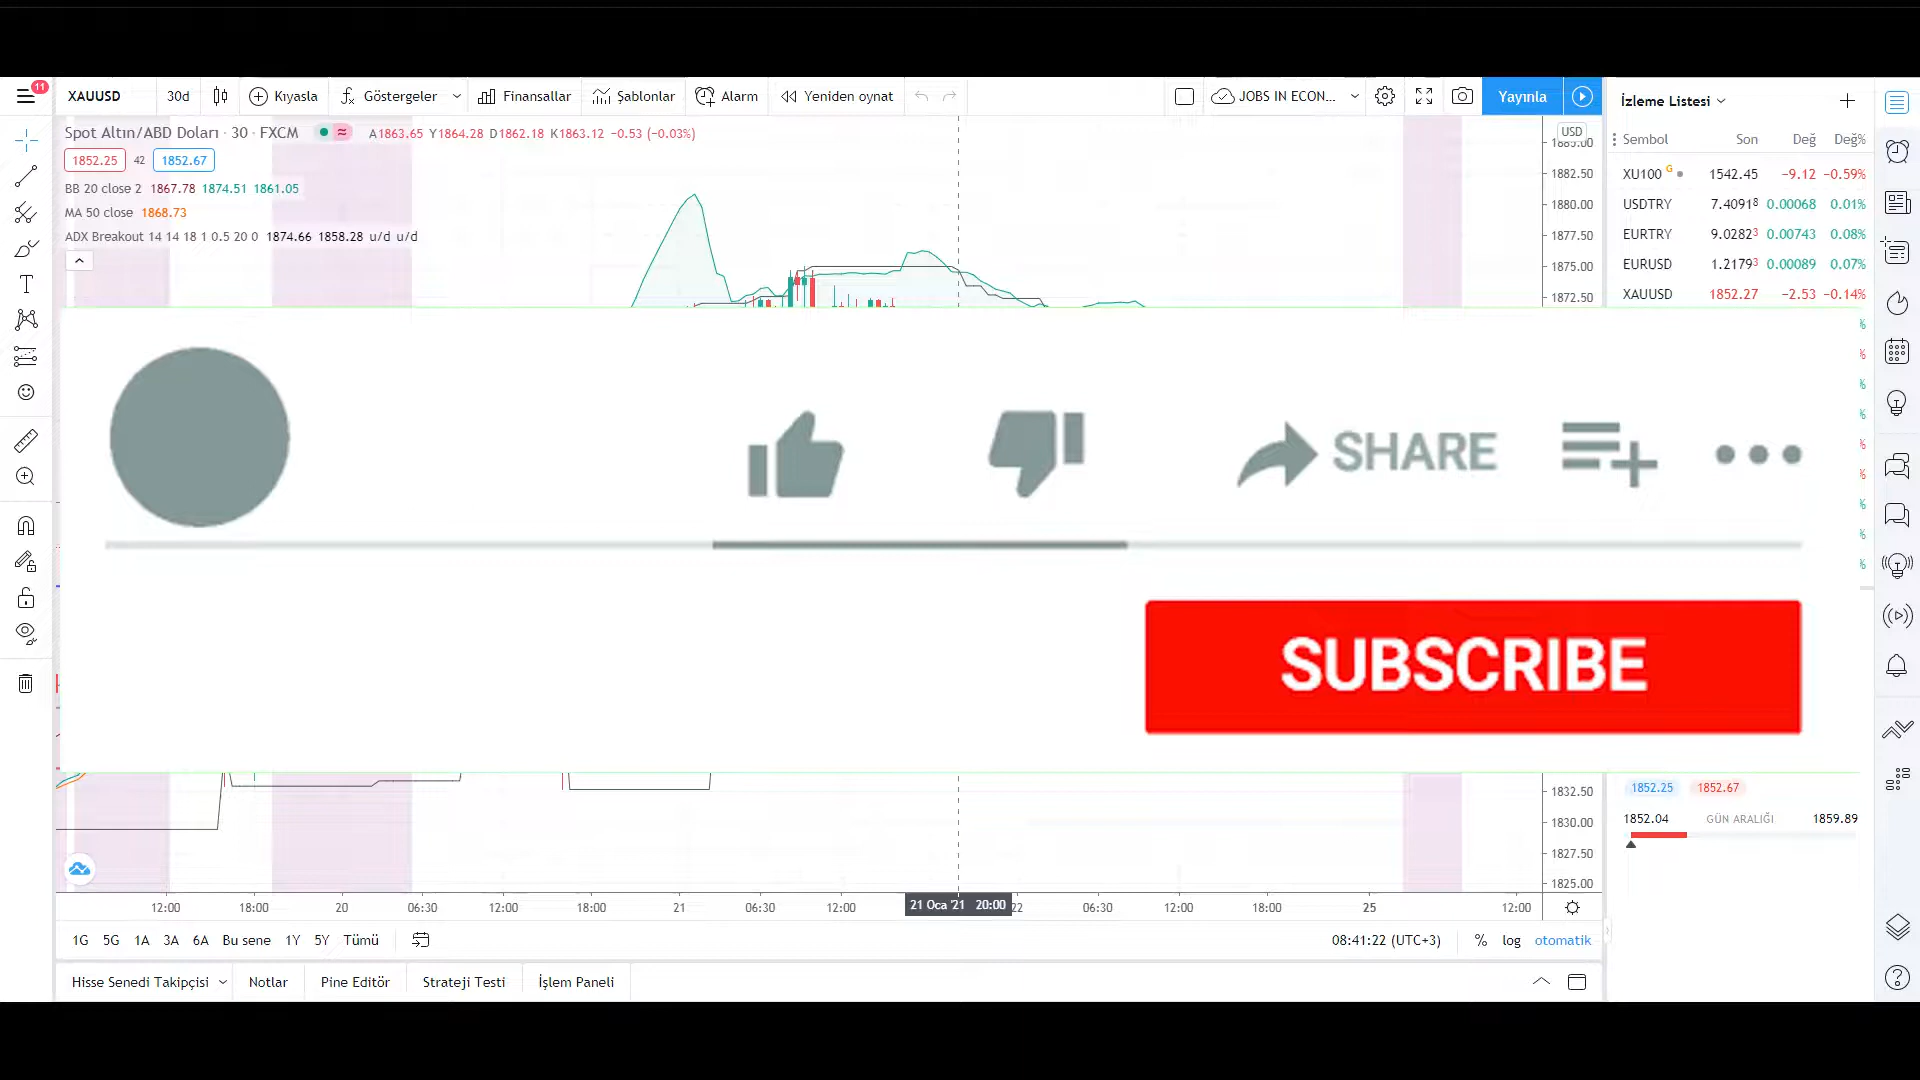 11
XAUUSD 30d Kıyasla Göstergeler Finansallar Şablonlar Alarm Yeniden oynat JOBS IN ECON... Yayınla
İzleme Listesi
Spot Altın/ABD Doları · 30 · FXCM A1863.65 Y1864.28 D1862.18 K1863.12 −0.53 (−0.03%)
1852.25 42 1852.67
BB 20 close 2 1867.78 1874.51 1861.05
MA 50 close 1868.73
ADX Breakout 14 14 18 1 0.5 20 0 1874.66 1858.28 u/d u/d
USD
1885.00
1882.50
1880.00
1877.50
1875.00
1872.50
Sembol Son Değ Değ%
XU100 G 1542.45 −9.12 −0.59%
USDTRY 7.40918 0.00068 0.01%
EURTRY 9.02823 0.00743 0.08%
EURUSD 1.21793 0.00089 0.07%
XAUUSD 1852.27 −2.53 −0.14%
SHARE
SUBSCRIBE
1832.50
1830.00
1827.50
1825.00
1852.25 1852.67
1852.04 GÜN ARALIĞI 1859.89
12:00 18:00 20 06:30 12:00 18:00 21 06:30 12:00 21 Oca '21 20:00 22 06:30 12:00 18:00 25 12:00
1G 5G 1A 3A 6A Bu sene 1Y 5Y Tümü 08:41:22 (UTC+3) % log otomatik
Hisse Senedi Takipçisi Notlar Pine Editör Strateji Testi İşlem Paneli